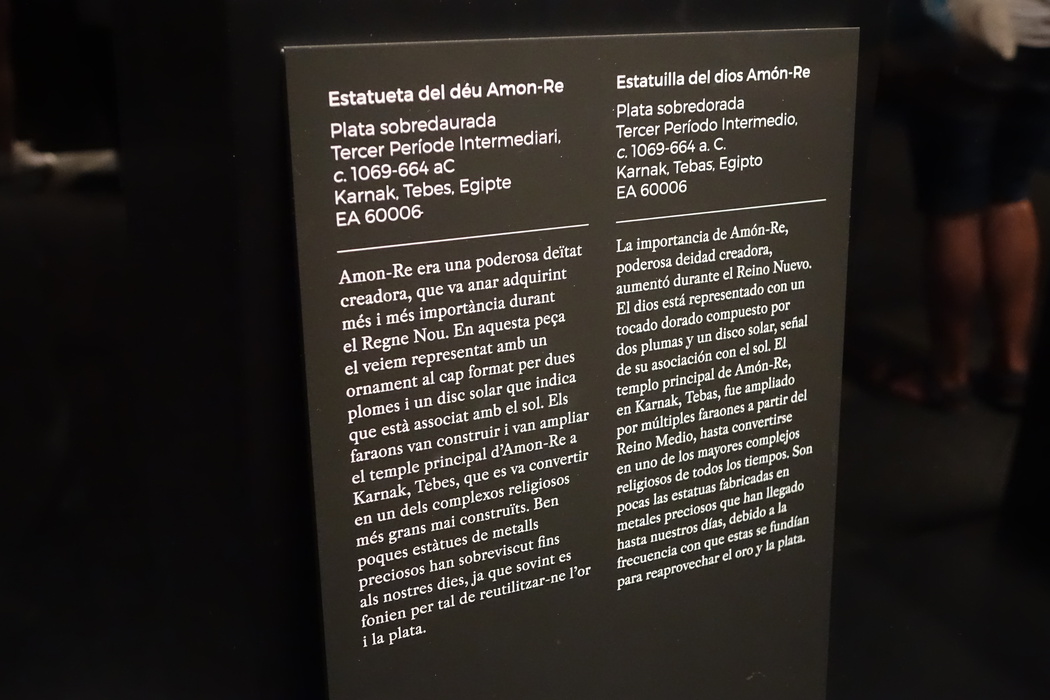 Estatueta del déu Amon-Re
Plata sobredaurada
Tercer Període Intermediari,
c. 1069-664 aC
Karnak, Tebes, Egipte
EA 60006
Amon-Re era una poderosa deïtat
creadora, que va anar adquirint
més i més importància durant
el Regne Nou. En aquesta peça
el veiem representat amb un
ornament al cap format per dues
plomes i un disc solar que indica
que està associat amb el sol. Els
faraons van construir i van ampliar
el temple principal d'Amon-Re a
Karnak, Tebes, que es va convertir
en un dels complexos religiosos
més grans mai construïts. Ben
poques estàtues de metalls
preciosos han sobreviscut fins
als nostres dies, ja que sovint es
fonien per tal de reutilitzar-ne l'or
i la plata.
Estatuilla del dios Amón-Re
Plata sobredorada
Tercer Período Intermedio,
c. 1069-664 a. C.
Karnak, Tebas, Egipto
EA 60006
La importancia de Amón-Re,
poderosa deidad creadora,
aumentó durante el Reino Nuevo.
El dios está representado con un
tocado dorado compuesto por
dos plumas y un disco solar, señal
de su asociación con el sol. El
templo principal de Amón-Re,
en Karnak, Tebas, fue ampliado
por múltiples faraones a partir del
Reino Medio, hasta convertirse
en uno de los mayores complejos
religiosos de todos los tiempos. Son
pocas las estatuas fabricadas en
metales preciosos que han llegado
hasta nuestros días, debido a la
frecuencia con que estas se fundían
para reaprovechar el oro y la plata.